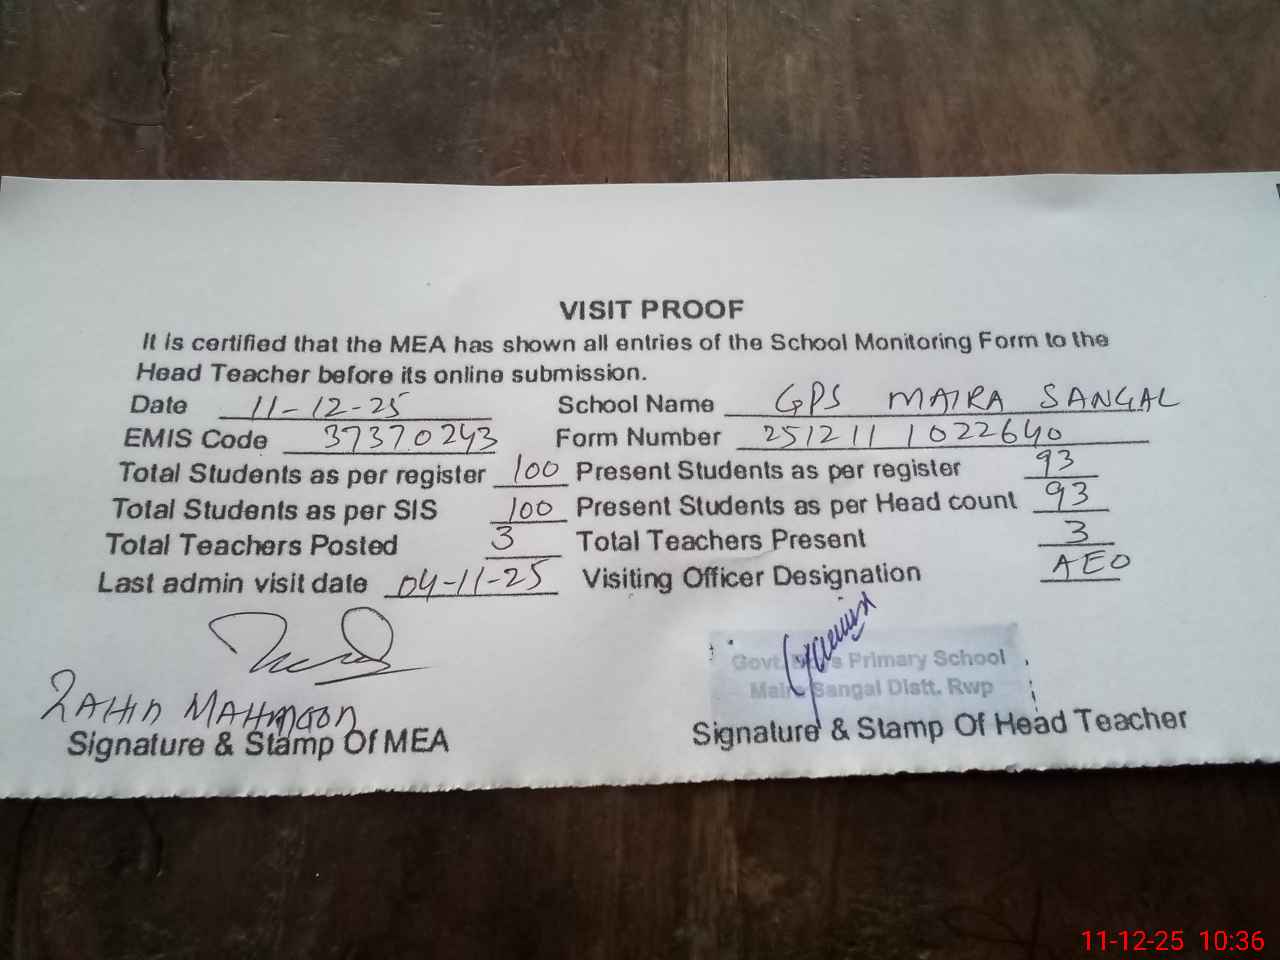 VISIT PROOF
It is certified that the MEA has shown all entries of the School Monitoring Form to the
Head Teacher before its online submission.
Date 11-12-25 School Name GPS MAIRA SANGAL
EMIS Code 37370243 Form Number 251211 1022640
Total Students as per register 100 Present Students as per register 93
Total Students as per SIS 100 Present Students as per Head count 93
Total Teachers Posted 3 Total Teachers Present 3
Last admin visit date 04-11-25 Visiting Officer Designation AEO
Govt. Boys Primary School
Maira Sangal Distt. Rwp
ZAHID MAHMOOD
Signature & Stamp Of MEA Signature & Stamp Of Head Teacher
11-12-25 10:36